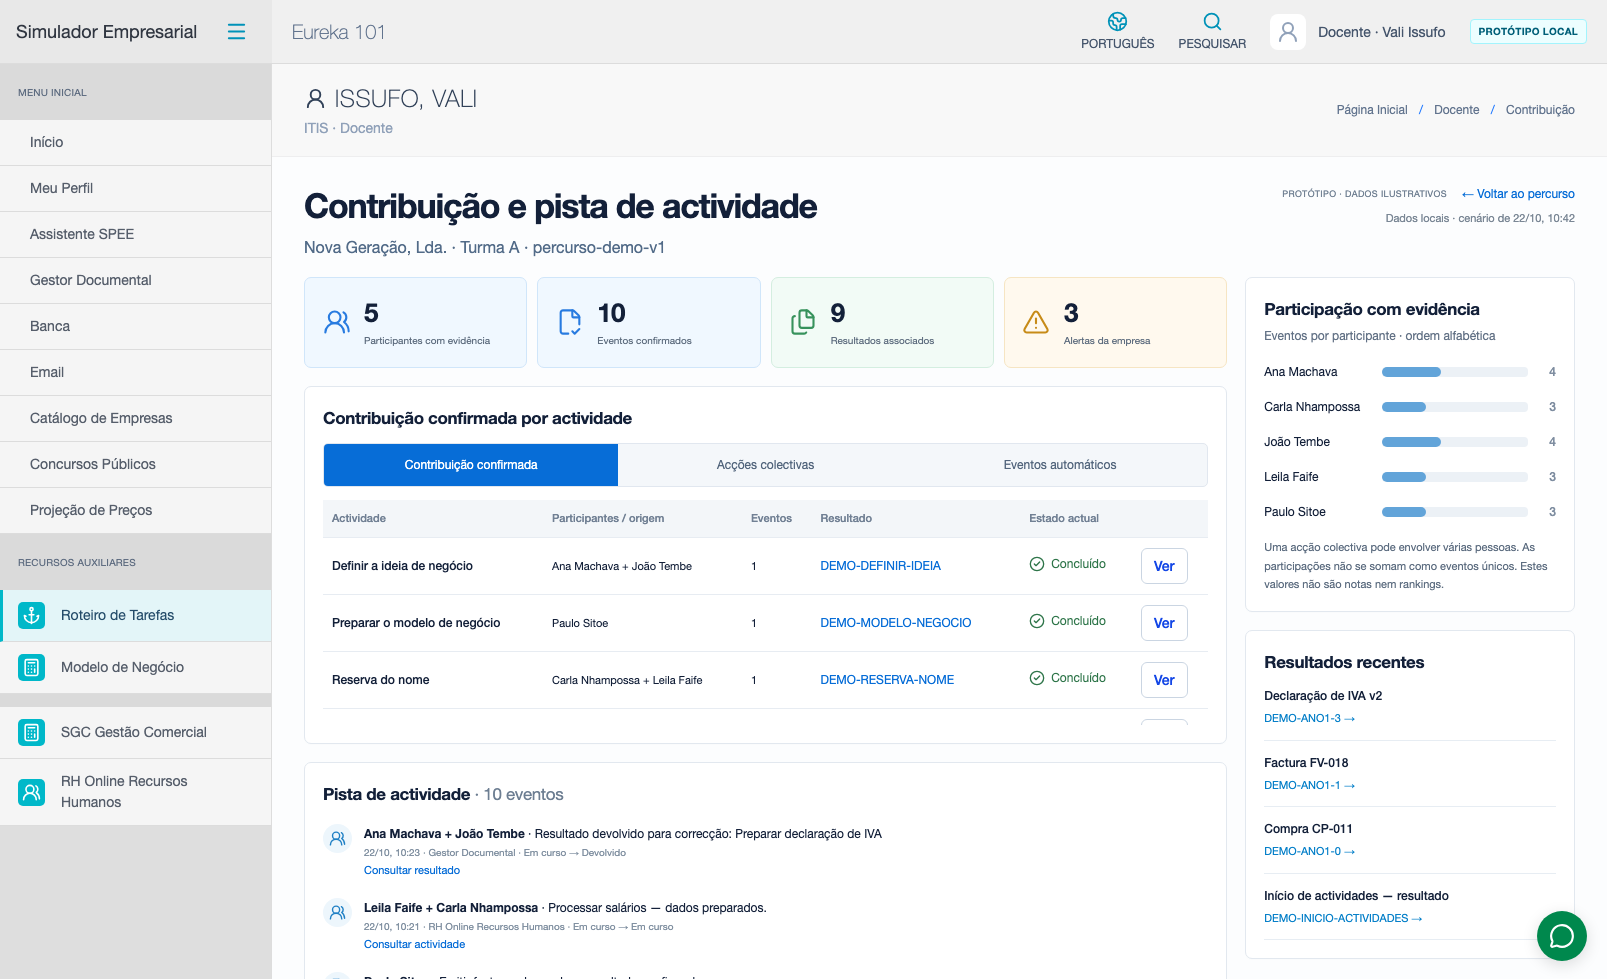 Simulador Empresarial
Eureka 101
PORTUGUÊS
PESQUISAR
Docente · Vali Issufo
PROTÓTIPO LOCAL
MENU INICIAL
Início
Meu Perfil
Assistente SPEE
Gestor Documental
Banca
Email
Catálogo de Empresas
Concursos Públicos
Projeção de Preços
RECURSOS AUXILIARES
Roteiro de Tarefas
Modelo de Negócio
SGC Gestão Comercial
RH Online Recursos
Humanos
ISSUFO, VALI
ITIS · Docente
Página Inicial / Docente / Contribuição
Contribuição e pista de actividade
Nova Geração, Lda. · Turma A · percurso-demo-v1
PROTÓTIPO · DADOS ILUSTRATIVOS ← Voltar ao percurso
Dados locais · cenário de 22/10, 10:42
5
Participantes com evidência
10
Eventos confirmados
9
Resultados associados
3
Alertas da empresa
Contribuição confirmada por actividade
Contribuição confirmada Acções colectivas Eventos automáticos
Actividade Participantes / origem Eventos Resultado Estado actual
Definir a ideia de negócio Ana Machava + João Tembe 1 DEMO-DEFINIR-IDEIA Concluído Ver
Preparar o modelo de negócio Paulo Sitoe 1 DEMO-MODELO-NEGOCIO Concluído Ver
Reserva do nome Carla Nhampossa + Leila Faife 1 DEMO-RESERVA-NOME Concluído Ver
Pista de actividade · 10 eventos
Ana Machava + João Tembe · Resultado devolvido para correcção: Preparar declaração de IVA
22/10, 10:23 · Gestor Documental · Em curso → Devolvido
Consultar resultado
Leila Faife + Carla Nhampossa · Processar salários — dados preparados.
22/10, 10:21 · RH Online Recursos Humanos · Em curso → Em curso
Consultar actividade
Participação com evidência
Eventos por participante · ordem alfabética
Ana Machava 4
Carla Nhampossa 3
João Tembe 4
Leila Faife 3
Paulo Sitoe 3
Uma acção colectiva pode envolver várias pessoas. As
participações não se somam como eventos únicos. Estes
valores não são notas nem rankings.
Resultados recentes
Declaração de IVA v2
DEMO-ANO1-3 →
Factura FV-018
DEMO-ANO1-1 →
Compra CP-011
DEMO-ANO1-0 →
Início de actividades — resultado
DEMO-INICIO-ACTIVIDADES →